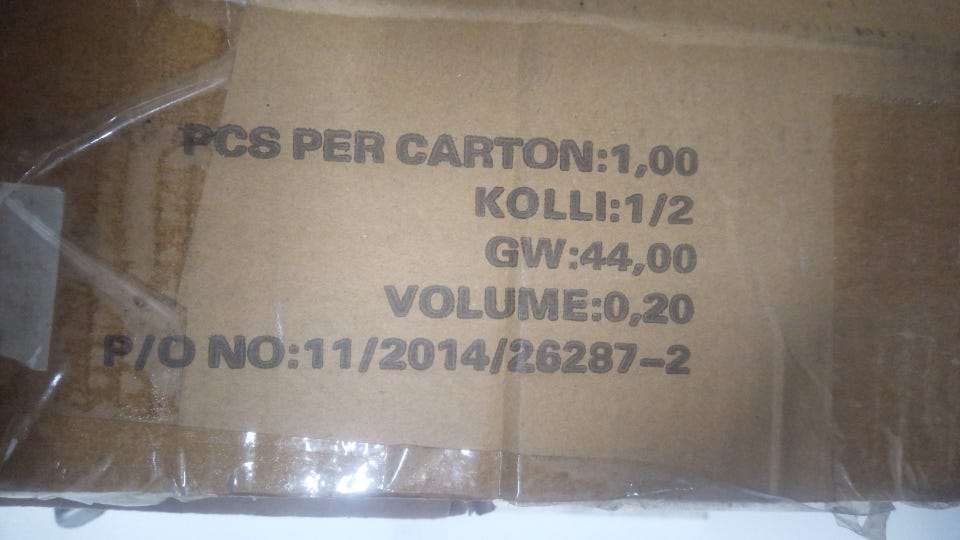 PCS PER CARTON:1,00
KOLLI:1/2
GW:44,00
VOLUME:0,20
P/O NO:11/2014/26287-2